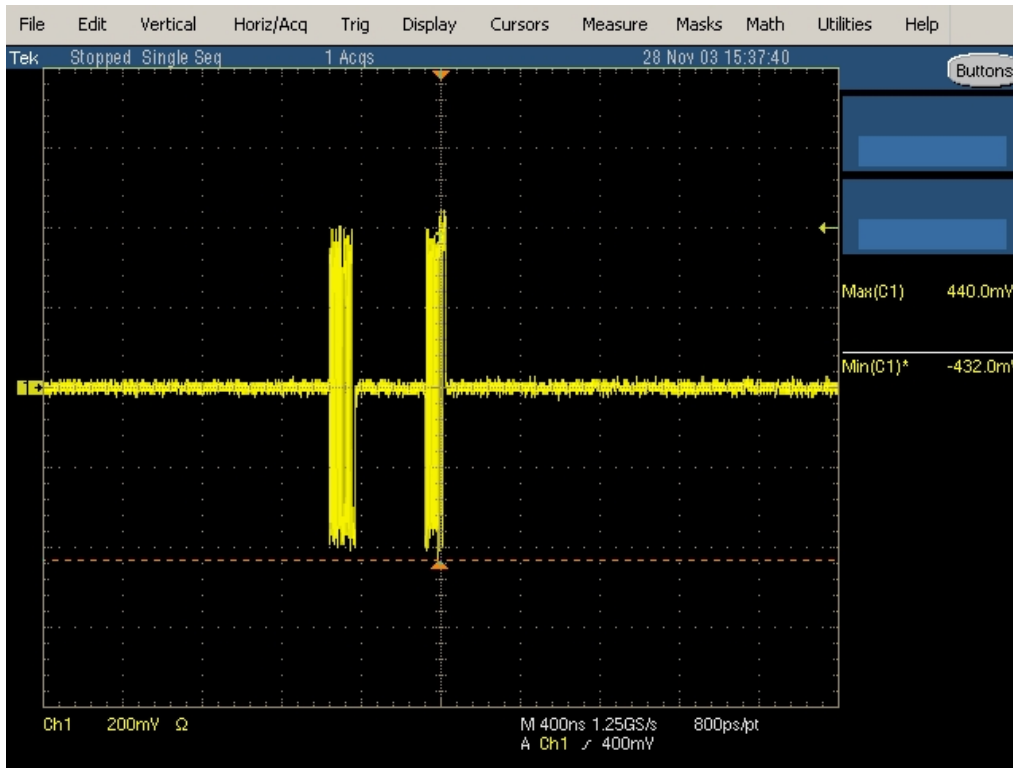 File Edit Vertical Horiz/Acq Trig Display Cursors Measure Masks Math Utilities Help
Tek Stopped Single Seq 1 Acqs 28 Nov 03 15:37:40
Buttons
Max(C1) 440.0mV
1
Min(C1)* -432.0mV
Ch1 200mV Ω M 400ns 1.25GS/s 800ps/pt
A Ch1 ∕ 400mV